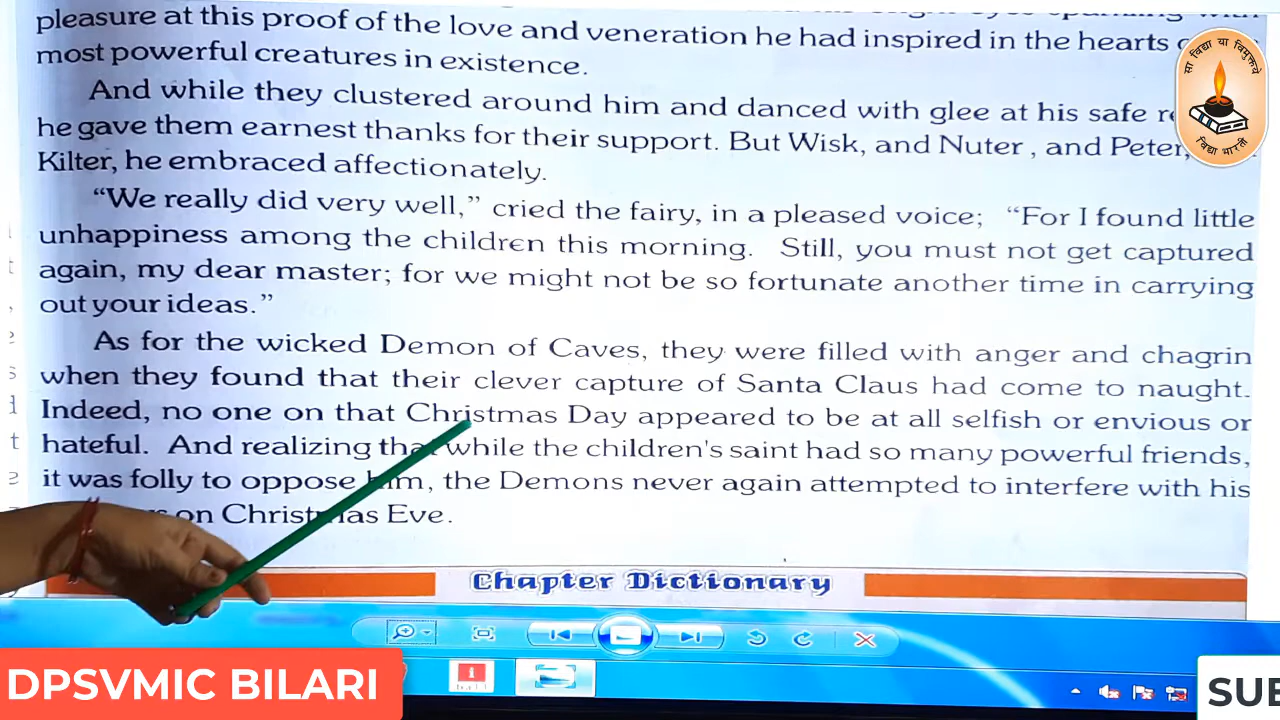 pleasure at this proof of the love and veneration he had inspired in the hearts
most powerful creatures in existence.
And while they clustered around him and danced with glee at his safe
he gave them earnest thanks for their support. But Wisk, and Nuter , and Peter,
Kilter, he embraced affectionately.
“We really did very well,” cried the fairy, in a pleased voice; “For I found little
unhappiness among the children this morning. Still, you must not get captured
again, my dear master; for we might not be so fortunate another time in carrying
out your ideas.”
As for the wicked Demon of Caves, they were filled with anger and chagrin
when they found that their clever capture of Santa Claus had come to naught.
Indeed, no one on that Christmas Day appeared to be at all selfish or envious or
hateful. And realizing that while the children's saint had so many powerful friends,
it was folly to oppose him, the Demons never again attempted to interfere with his
on Christmas Eve.
Chapter Dictionary
सा विद्या या विमुक्तये
विद्या भारती
DPSVMIC BILARI